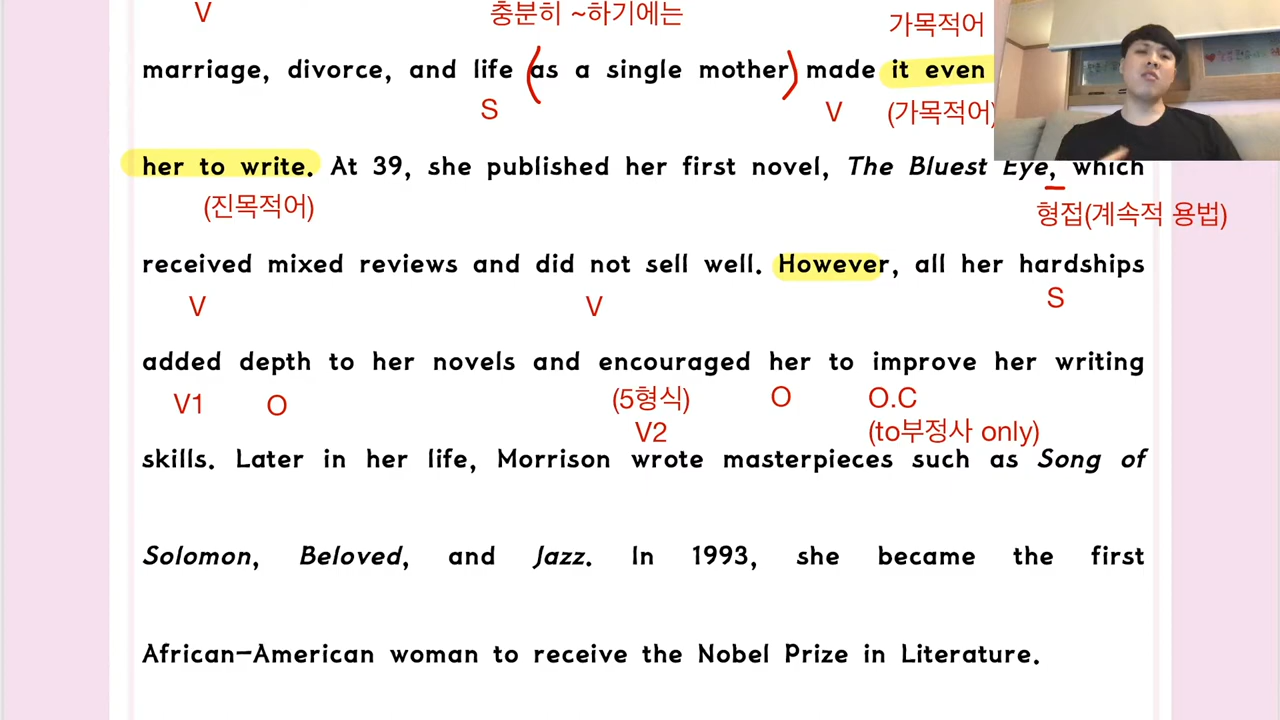 V 충분히 ~하기에는 가목적어
marriage, divorce, and life (as a single mother) made it even
S V (가목적어)
her to write. At 39, she published her first novel, The Bluest Eye, which
(진목적어) 형접(계속적 용법)
received mixed reviews and did not sell well. However, all her hardships
V V S
added depth to her novels and encouraged her to improve her writing
V1 O (5형식) O O.C
V2 (to부정사 only)
skills. Later in her life, Morrison wrote masterpieces such as Song of
Solomon, Beloved, and Jazz. In 1993, she became the first
African-American woman to receive the Nobel Prize in Literature.